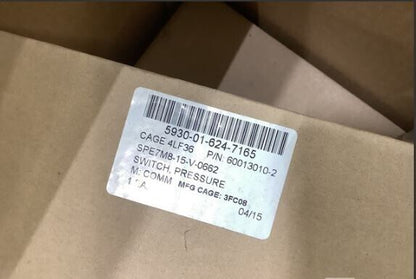 5930-01-624-7165
CAGE 4LF36 P/N 60013010-2
SPE7M8-15-V-0662
SWITCH, PRESSURE
M: COMM MFG CAGE: 3FC08
1 A 04/15